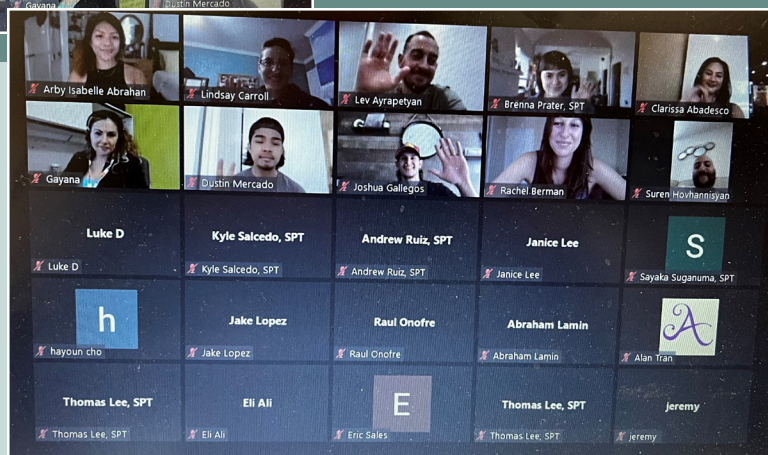 Gayana
Dustin Mercado
Arby Isabelle Abrahan
Lindsay Carroll
Lev Ayrapetyan
Brenna Prater, SPT
Clarissa Abadesco
Gayana
Dustin Mercado
Joshua Gallegos
Rachel Berman
Suren Hovhannisyan
Luke D
Kyle Salcedo, SPT
Andrew Ruiz, SPT
Janice Lee
S
Luke D
Kyle Salcedo, SPT
Andrew Ruiz, SPT
Janice Lee
Sayaka Suganuma, SPT
h
Jake Lopez
Raul Onofre
Abraham Lamin
A
hayoun cho
Jake Lopez
Raul Onofre
Abraham Lamin
Alan Tran
Thomas Lee, SPT
Eli Ali
E
Thomas Lee, SPT
jeremy
Thomas Lee, SPT
Eli Ali
Eric Sales
Thomas Lee, SPT
jeremy